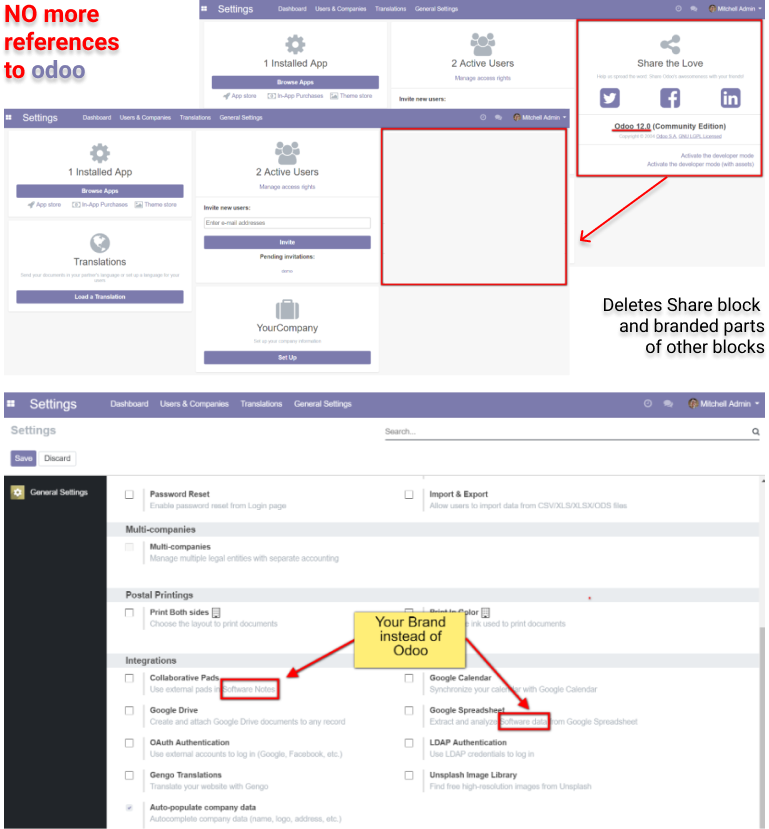 NO more
references
to odoo
Settings Dashboard Users & Companies Translations General Settings Mitchell Admin
1 Installed App
Browse Apps
App store In-App Purchases Theme store
2 Active Users
Manage access rights
Invite new users:
Share the Love
Help us spread the word: Share Odoo's awesomeness with your friends!
Odoo 12.0 (Community Edition)
Copyright © 2004 Odoo S.A. GNU LGPL Licensed
Activate the developer mode
Activate the developer mode (with assets)
Settings Dashboard Users & Companies Translations General Settings Mitchell Admin
1 Installed App
Browse Apps
App store In-App Purchases Theme store
Translations
Send your documents in your partner's language or set up a language for your
users
Load a Translation
2 Active Users
Manage access rights
Invite new users:
Enter e-mail addresses
Invite
Pending invitations:
demo
YourCompany
Set up your company information
Set Up
Deletes Share block
and branded parts
of other blocks
Settings Dashboard Users & Companies Translations General Settings Mitchell Admin
Settings
Search...
Save Discard
General Settings
Password Reset
Enable password reset from Login page
Import & Export
Allow users to import data from CSV/XLS/XLSX/ODS files
Multi-companies
Multi-companies
Manage multiple legal entities with separate accounting
Postal Printings
Print Both sides
Choose the layout to print documents
Print In Color
ink used to print documents
Your Brand
instead of
Odoo
Integrations
Collaborative Pads
Use external pads in Software Notes
Google Calendar
Synchronize your calendar with Google Calendar
Google Drive
Create and attach Google Drive documents to any record
Google Spreadsheet
Extract and analyze Software data from Google Spreadsheet
OAuth Authentication
Use external accounts to log in (Google, Facebook, etc.)
LDAP Authentication
Use LDAP credentials to log in
Gengo Translations
Translate your website with Gengo
Unsplash Image Library
Find free high-resolution images from Unsplash
Auto-populate company data
Autocomplete company data (name, logo, address, etc.)